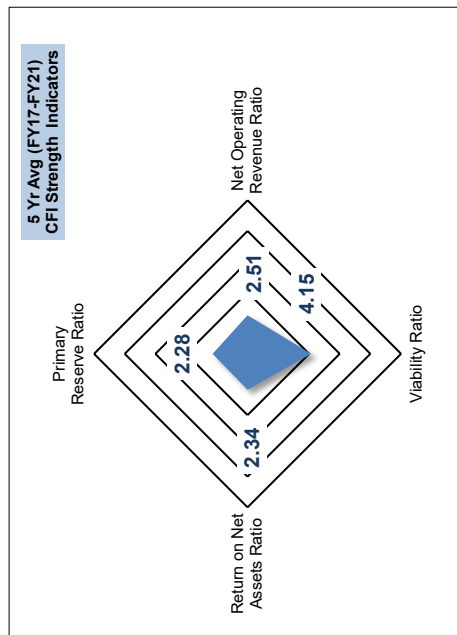 5 Yr Avg (FY17-FY21)
CFI Strength Indicators
Primary
Reserve Ratio
2.28
Net Operating
Revenue Ratio
2.51
4.15
Viability Ratio
2.34
Return on Net
Assets Ratio